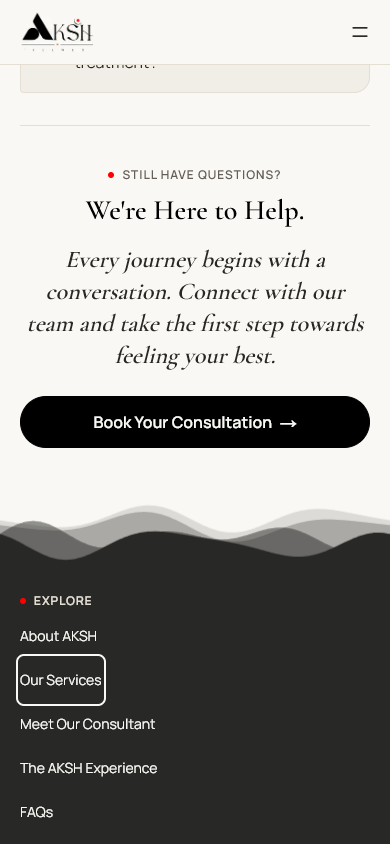 AKSH
treatment?
STILL HAVE QUESTIONS?
We're Here to Help.
Every journey begins with a
conversation. Connect with our
team and take the first step towards
feeling your best.
Book Your Consultation →
EXPLORE
About AKSH
Our Services
Meet Our Consultant
The AKSH Experience
FAQs